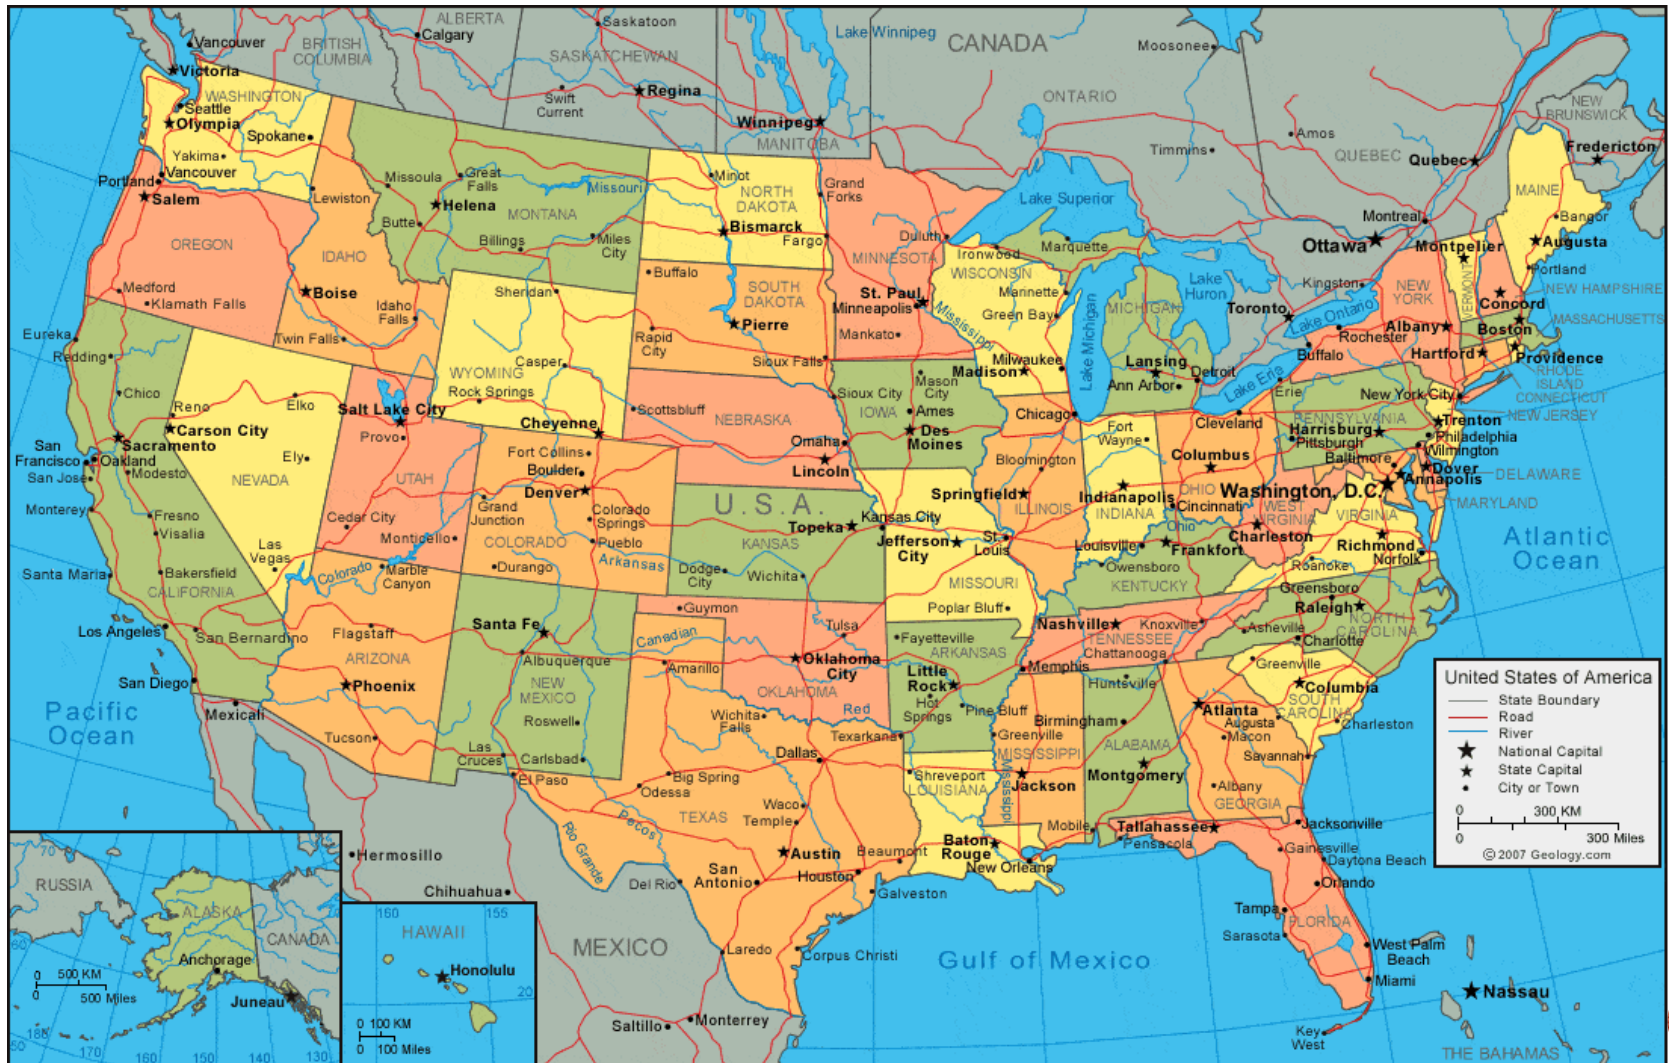 ALBERTA
Saskatoon
Calgary
Lake Winnipeg
Vancouver
BRITISH
COLUMBIA
SASKATCHEWAN
CANADA
Moosonee
Victoria
Regina
Swift
Current
ONTARIO
WASHINGTON
Seattle
Olympia
Spokane
Winnipeg
MANITOBA
Amos
Timmins
QUEBEC
Quebec
NEW
BRUNSWICK
Fredericton
Yakima
Vancouver
Portland
Salem
Lewiston
Missoula
Great
Falls
Helena
Missouri
MONTANA
Butte
Billings
Miles
City
Minot
NORTH
DAKOTA
Bismarck
Fargo
Grand
Forks
Duluth
MINNESOTA
Lake Superior
Marquette
Ironwood
WISCONSIN
Marinette
Green Bay
Montreal
Ottawa
Montpelier
MAINE
Bangor
Augusta
Portland
OREGON
IDAHO
Boise
Idaho
Falls
Twin Falls
Medford
Klamath Falls
Sheridan
Buffalo
SOUTH
DAKOTA
Pierre
Rapid
City
Sioux Falls
St. Paul
Minneapolis
Mankato
Mississippi
Milwaukee
Madison
Lake Michigan
MICHIGAN
Lansing
Ann Arbor
Detroit
Lake
Huron
Kingston
Toronto
Lake Ontario
Rochester
Buffalo
Lake Erie
Erie
NEW
YORK
Albany
VERMONT
Concord
NEW HAMPSHIRE
Boston
MASSACHUSETTS
Hartford
Providence
RHODE
ISLAND
CONNECTICUT
New York City
NEW JERSEY
Eureka
Redding
Chico
Reno
Elko
Carson City
Sacramento
San
Francisco
Oakland
San Jose
Modesto
Monterey
Fresno
Visalia
Santa Maria
Bakersfield
CALIFORNIA
Los Angeles
San Bernardino
San Diego
Mexicali
Ely
NEVADA
Las
Vegas
Salt Lake City
Provo
UTAH
Cedar City
Monticello
Colorado
Marble
Canyon
WYOMING
Casper
Rock Springs
Cheyenne
Scottsbluff
NEBRASKA
Omaha
Lincoln
Sioux City
Mason
City
IOWA
Ames
Des
Moines
Chicago
Fort
Wayne
Cleveland
PENNSYLVANIA
Harrisburg
Pittsburgh
Trenton
Philadelphia
Wilmington
Baltimore
Dover
Annapolis
DELAWARE
MARYLAND
Fort Collins
Boulder
Denver
Grand
Junction
Colorado
Springs
COLORADO
Pueblo
Durango
Arkansas
U.S.A.
Topeka
KANSAS
Dodge
City
Wichita
Kansas City
Jefferson
City
St.
Louis
MISSOURI
Poplar Bluff
Bloomington
Springfield
ILLINOIS
Indianapolis
INDIANA
Columbus
OHIO
Cincinnati
Ohio
Washington, D.C.
WEST
VIRGINIA
Charleston
VIRGINIA
Richmond
Norfolk
Roanoke
Louisville
Frankfort
Owensboro
KENTUCKY
Atlantic
Ocean
Greensboro
Raleigh
NORTH
CAROLINA
Asheville
Charlotte
Nashville
Knoxville
TENNESSEE
Chattanooga
Memphis
Flagstaff
ARIZONA
Phoenix
Tucson
Santa Fe
Albuquerque
NEW
MEXICO
Roswell
Las
Cruces
Carlsbad
El Paso
Guymon
Canadian
Amarillo
Tulsa
Oklahoma
City
OKLAHOMA
Red
Wichita
Falls
Fayetteville
ARKANSAS
Little
Rock
Hot
Springs
Pine Bluff
Texarkana
Huntsville
Birmingham
ALABAMA
Montgomery
Greenville
MISSISSIPPI
Mississippi
Jackson
Mobile
Greenville
Columbia
SOUTH
CAROLINA
Charleston
Atlanta
Augusta
Macon
Savannah
Albany
GEORGIA
Pacific
Ocean
Dallas
Big Spring
Odessa
TEXAS
Waco
Temple
Pecos
Rio Grande
Austin
San
Antonio
Houston
Beaumont
Galveston
Del Rio
Laredo
Corpus Christi
Shreveport
LOUISIANA
Baton
Rouge
New Orleans
Tallahassee
Pensacola
Jacksonville
Gainesville
Daytona Beach
Orlando
Tampa
FLORIDA
Sarasota
West Palm
Beach
Miami
Key
West
Nassau
THE BAHAMAS
Gulf of Mexico
Hermosillo
Chihuahua
MEXICO
Saltillo
Monterrey
United States of America
State Boundary
Road
River
National Capital
State Capital
City or Town
0 300 KM
0 300 Miles
© 2007 Geology.com
70
RUSSIA
ALASKA
CANADA
60
Anchorage
Juneau
0 500 KM
0 500 Miles
50
180
170
160
150
140
130
160
155
HAWAII
Honolulu
20
0 100 KM
0 100 Miles